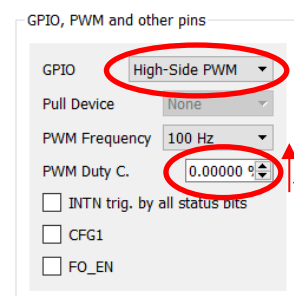 GPIO, PWM and other pins
GPIO High-Side PWM
Pull Device None
PWM Frequency 100 Hz
PWM Duty C. 0.00000 %
INTN trig. by all status bits
CFG1
FO_EN